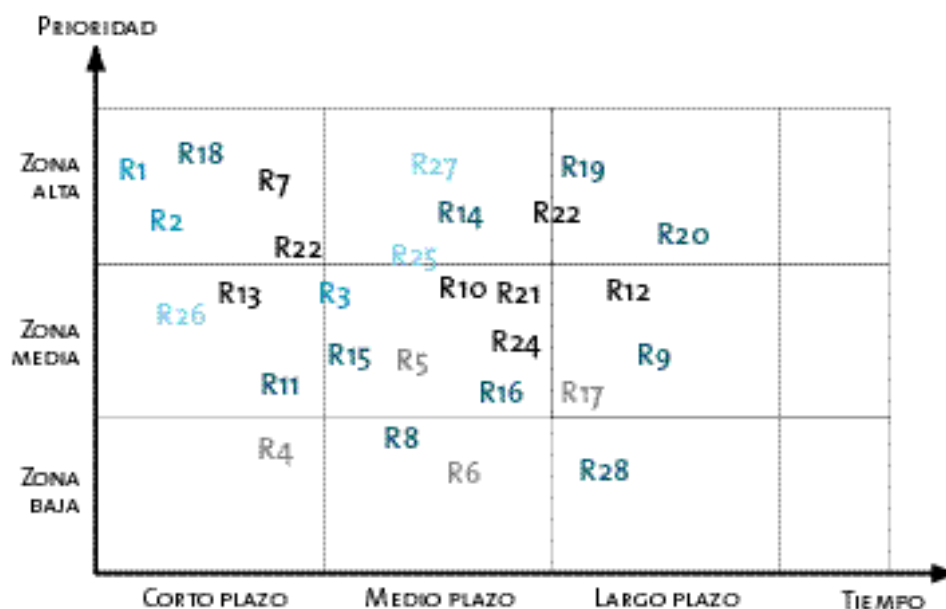 Prioridad
Zona alta
R1
R18
R7
R2
R22
R27
R14
R25
R22
R19
R20
Zona media
R13
R26
R11
R3
R10
R21
R24
R15
R5
R16
R12
R9
R17
Zona baja
R4
R8
R6
R28
Corto plazo
Medio plazo
Largo plazo
Tiempo